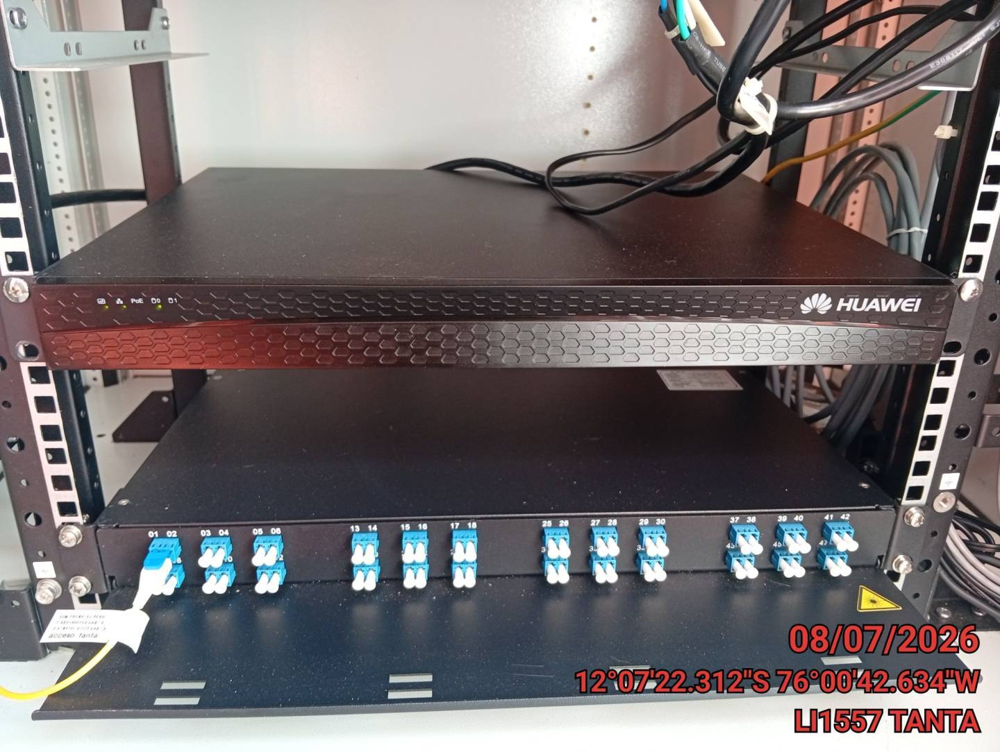 PoE 0 1
HUAWEI
01 02 03 04 05 06 13 14 15 16 17 18 25 26 27 28 29 30 37 38 39 40 41 42
acceso tanta
08/07/2026
12°07'22.312"S 76°00'42.634"W
LI1557 TANTA